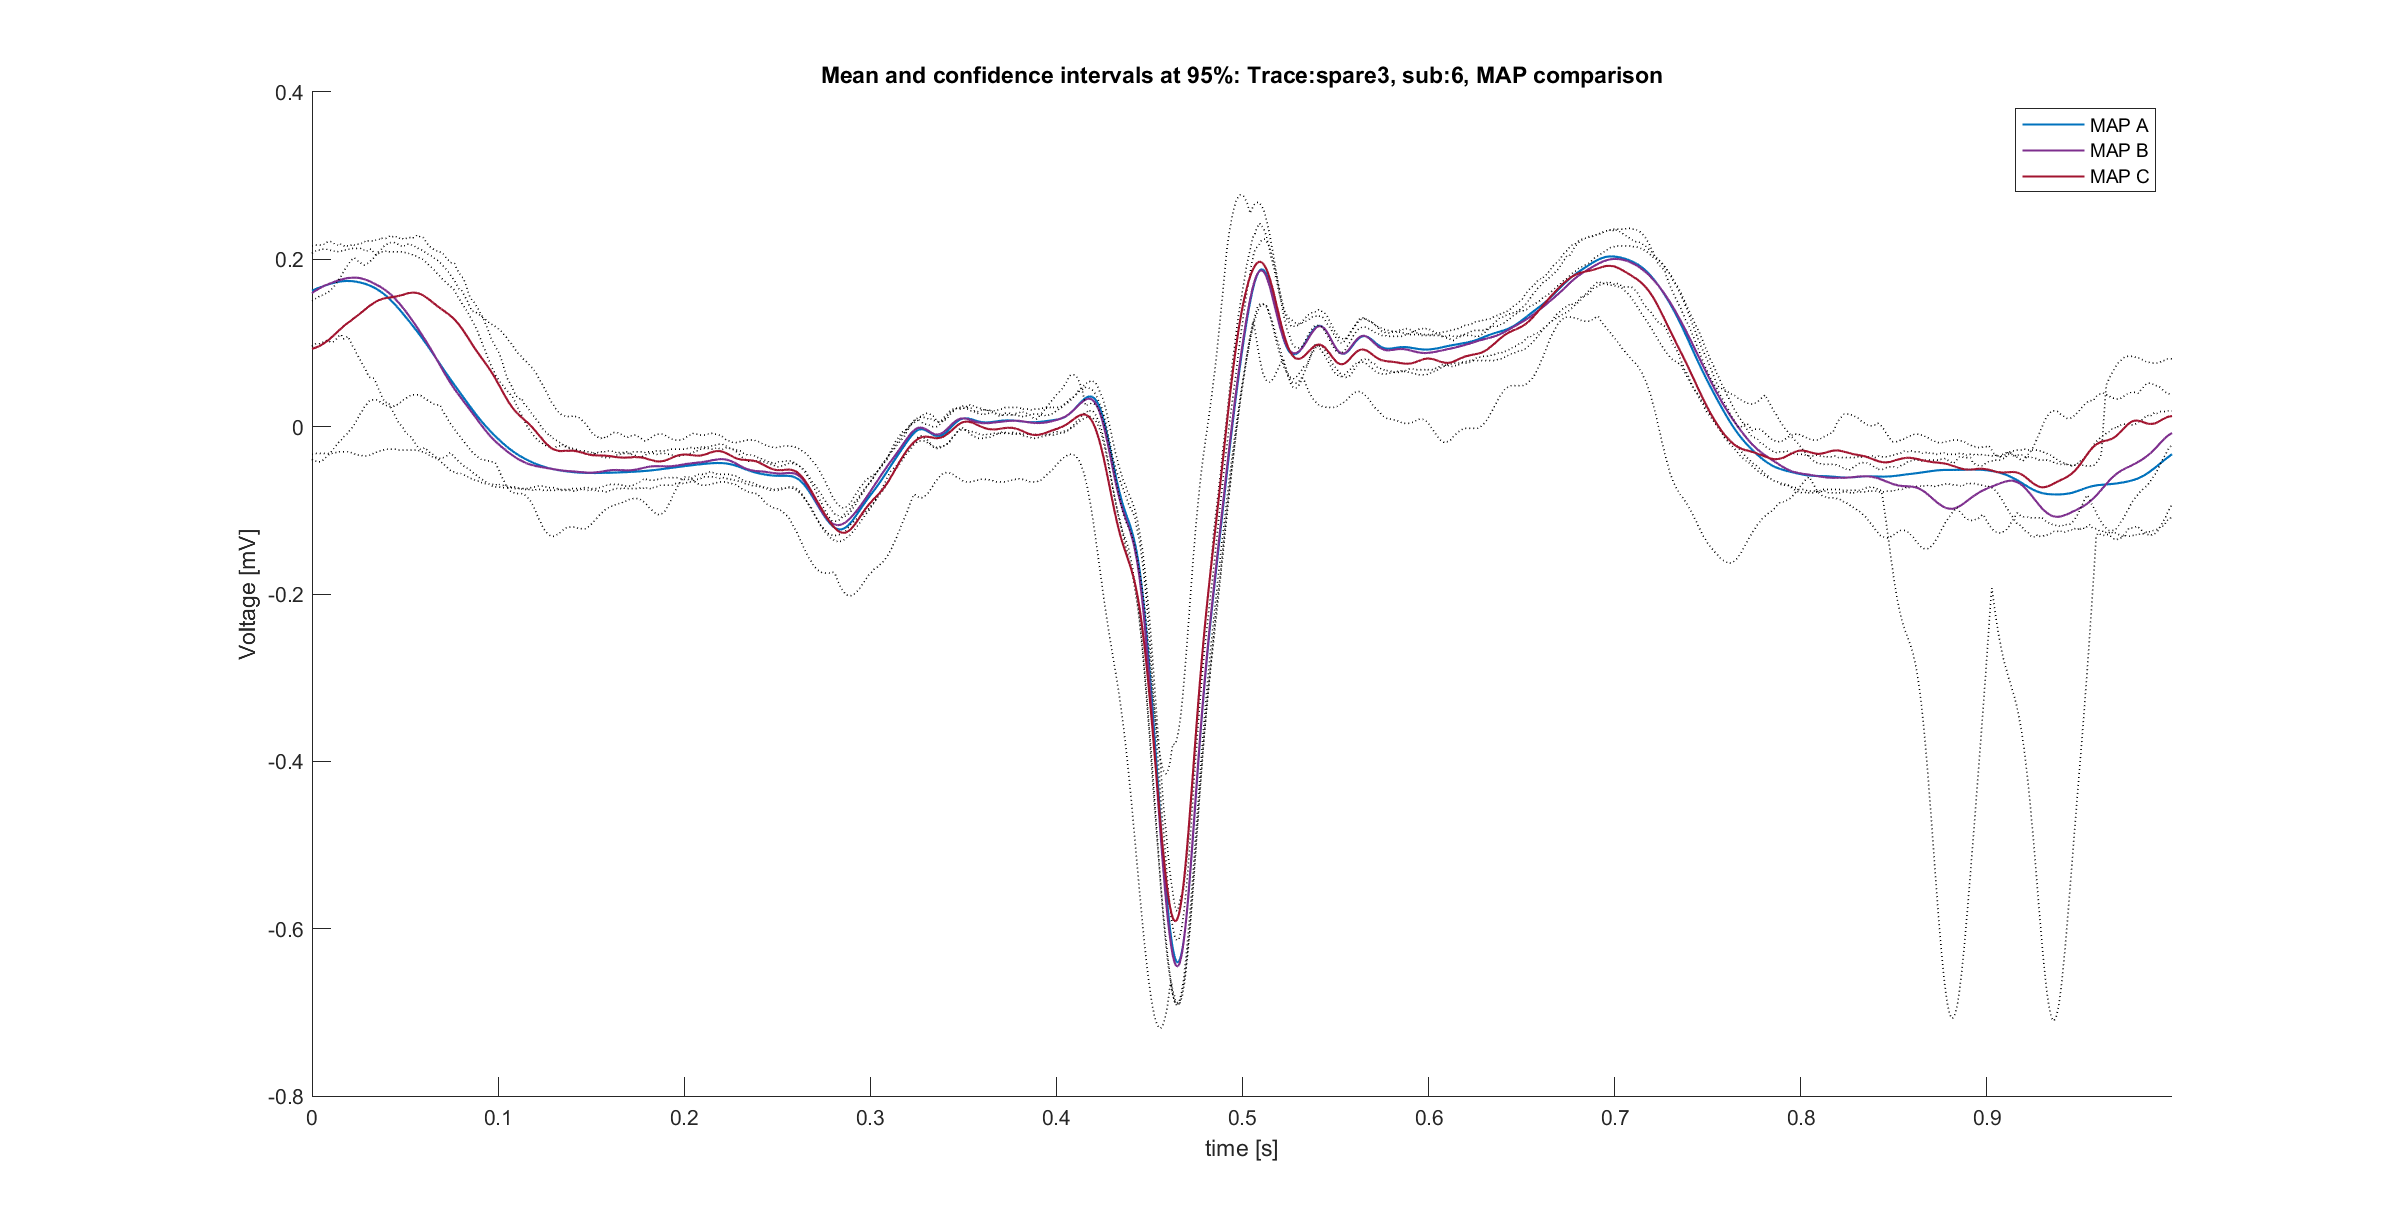 Mean and confidence intervals at 95%: Trace:spare3, sub:6, MAP comparison
MAP A
MAP B
MAP C
Voltage [mV]
0.4
0.2
0
-0.2
-0.4
-0.6
-0.8
0 0.1 0.2 0.3 0.4 0.5 0.6 0.7 0.8 0.9
time [s]